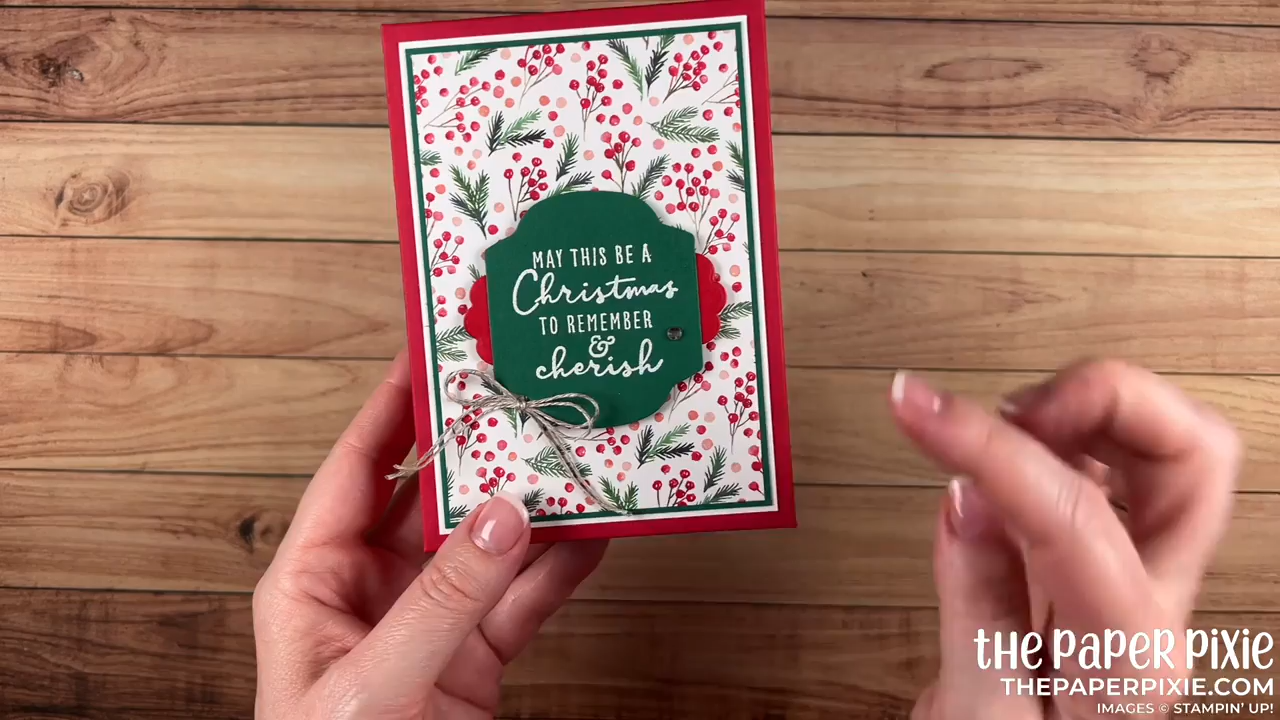 MAY THIS BE A
Christmas
TO REMEMBER
&
cherish
the PAPER PIXIE
THEPAPERPIXIE.COM
IMAGES © STAMPIN' UP!